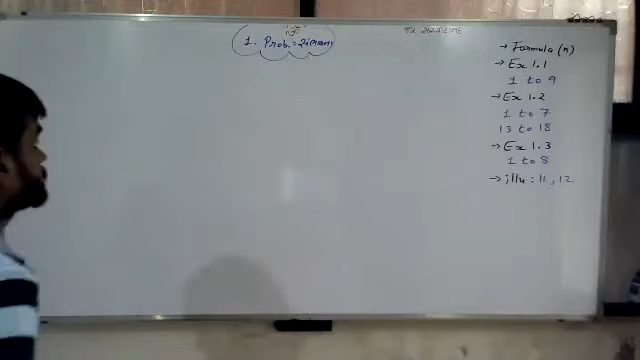 1. Prob. = સંભાવના
→ Formula (n)
→ Ex 1.1
1 to 9
→ Ex 1.2
1 to 7
13 to 18
→ Ex 1.3
1 to 8
→ illu : 11, 12